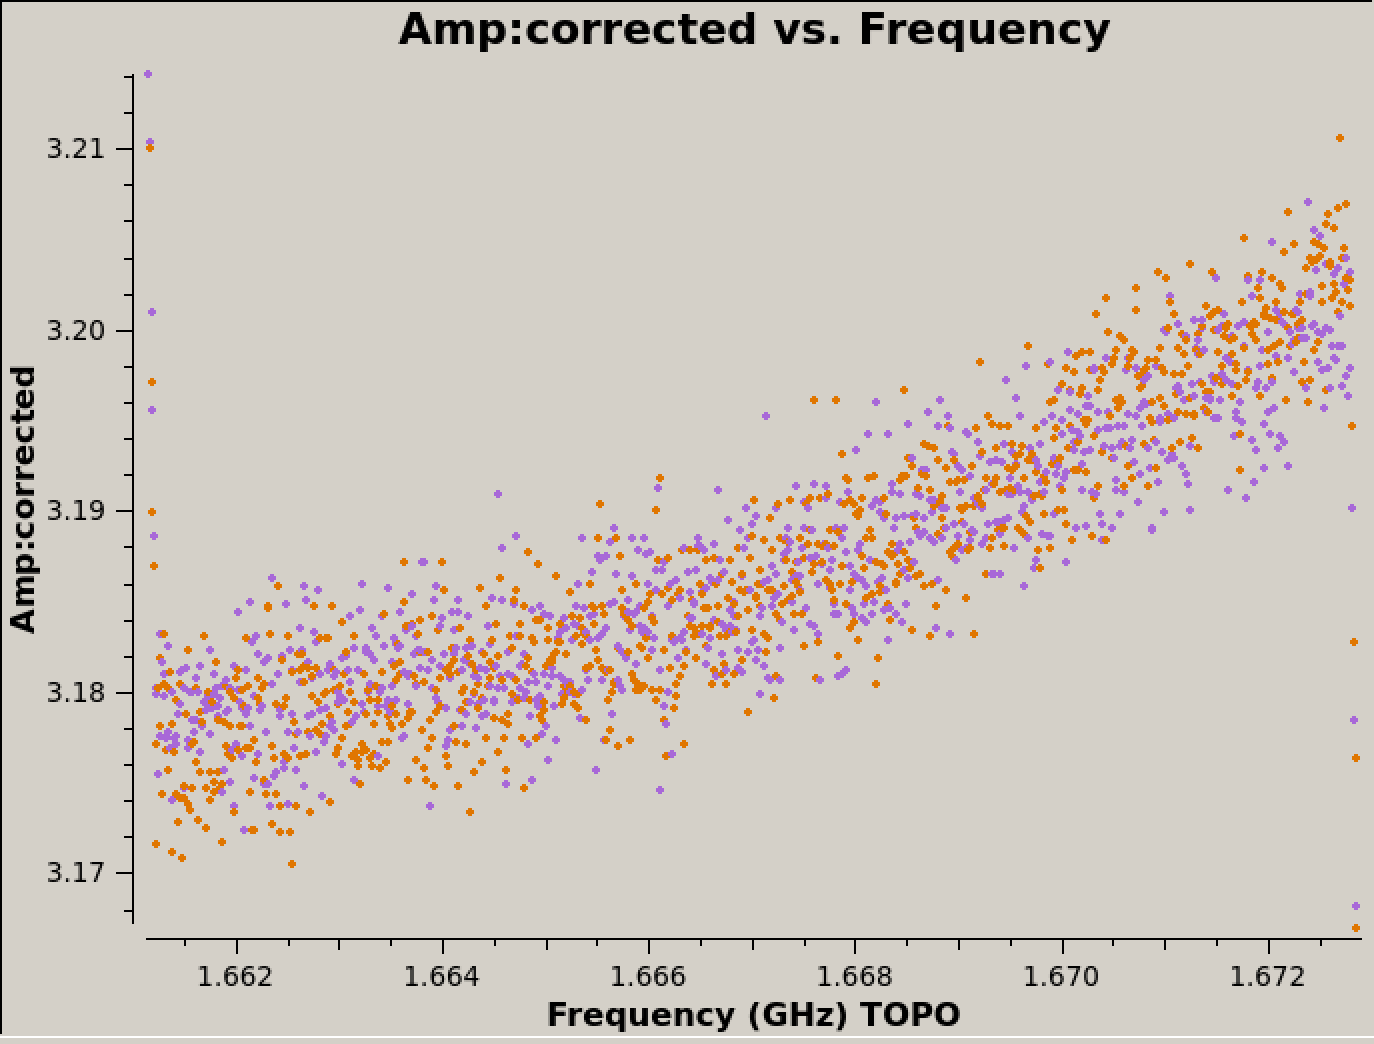 Amp:corrected vs. Frequency
Amp:corrected
3.21
3.20
3.19
3.18
3.17
1.662 1.664 1.666 1.668 1.670 1.672
Frequency (GHz) TOPO